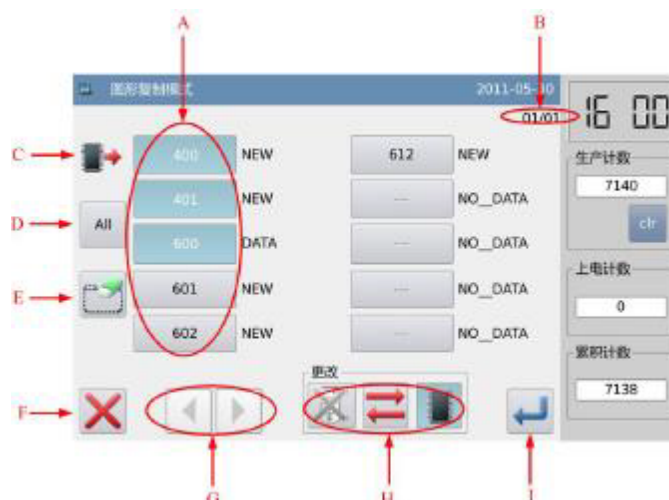 A
B
图形复制模式
2011-05-30
01/01
16 00
C
400 NEW
612 NEW
生产计数
7140
401 NEW
--- NO__DATA
D
All
clr
600 DATA
--- NO__DATA
上电计数
E
601 NEW
--- NO__DATA
0
602 NEW
--- NO__DATA
累积计数
更改
7138
F
G
H
I